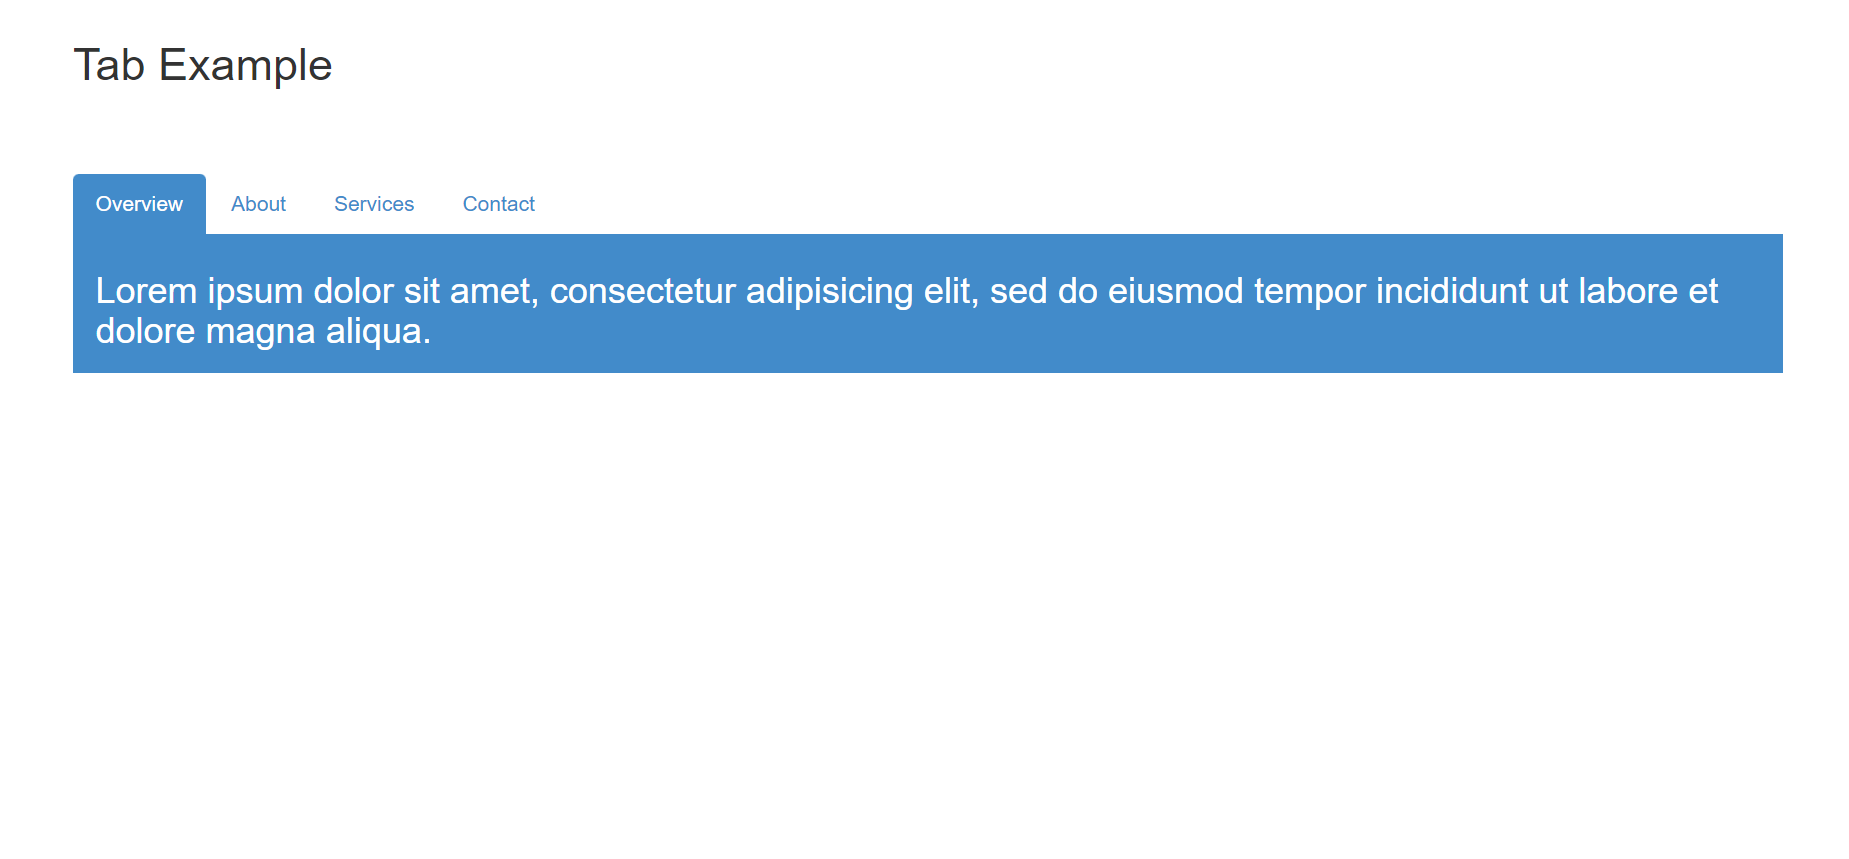 Tab Example
Overview About Services Contact
Lorem ipsum dolor sit amet, consectetur adipisicing elit, sed do eiusmod tempor incididunt ut labore et
dolore magna aliqua.